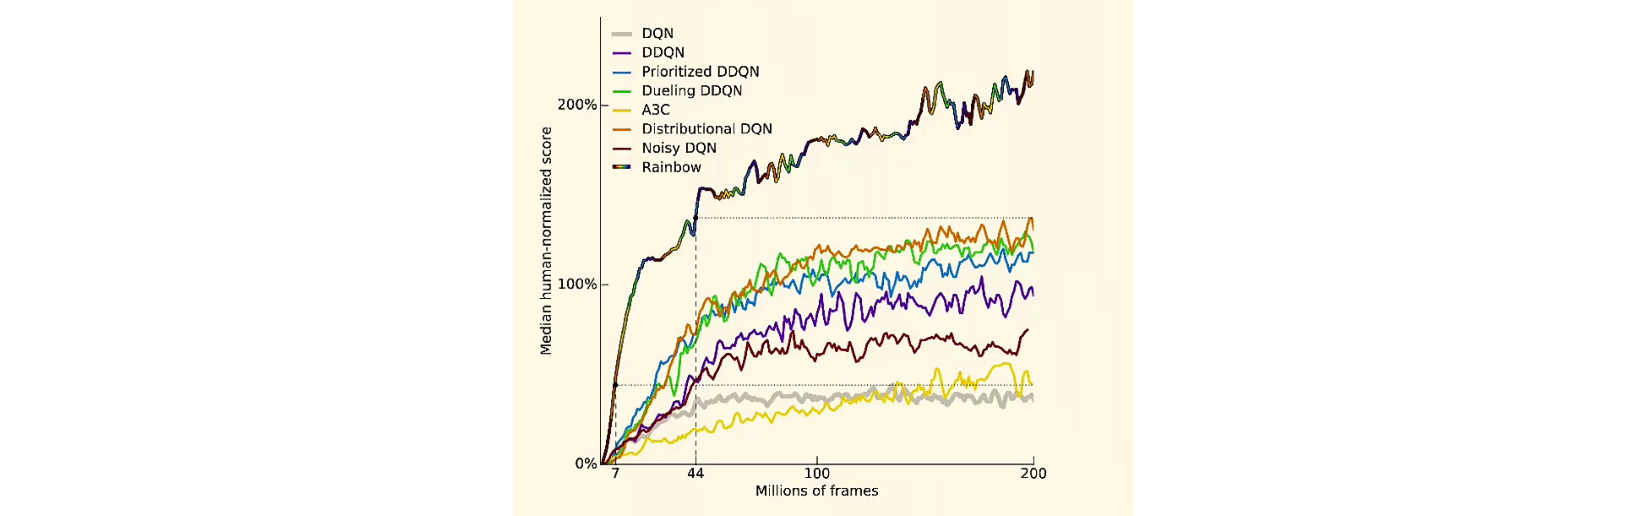 DQN
DDQN
Prioritized DDQN
Dueling DDQN
A3C
Distributional DQN
Noisy DQN
Rainbow
200%
100%
0%
Median human-normalized score
7 44 100 200
Millions of frames